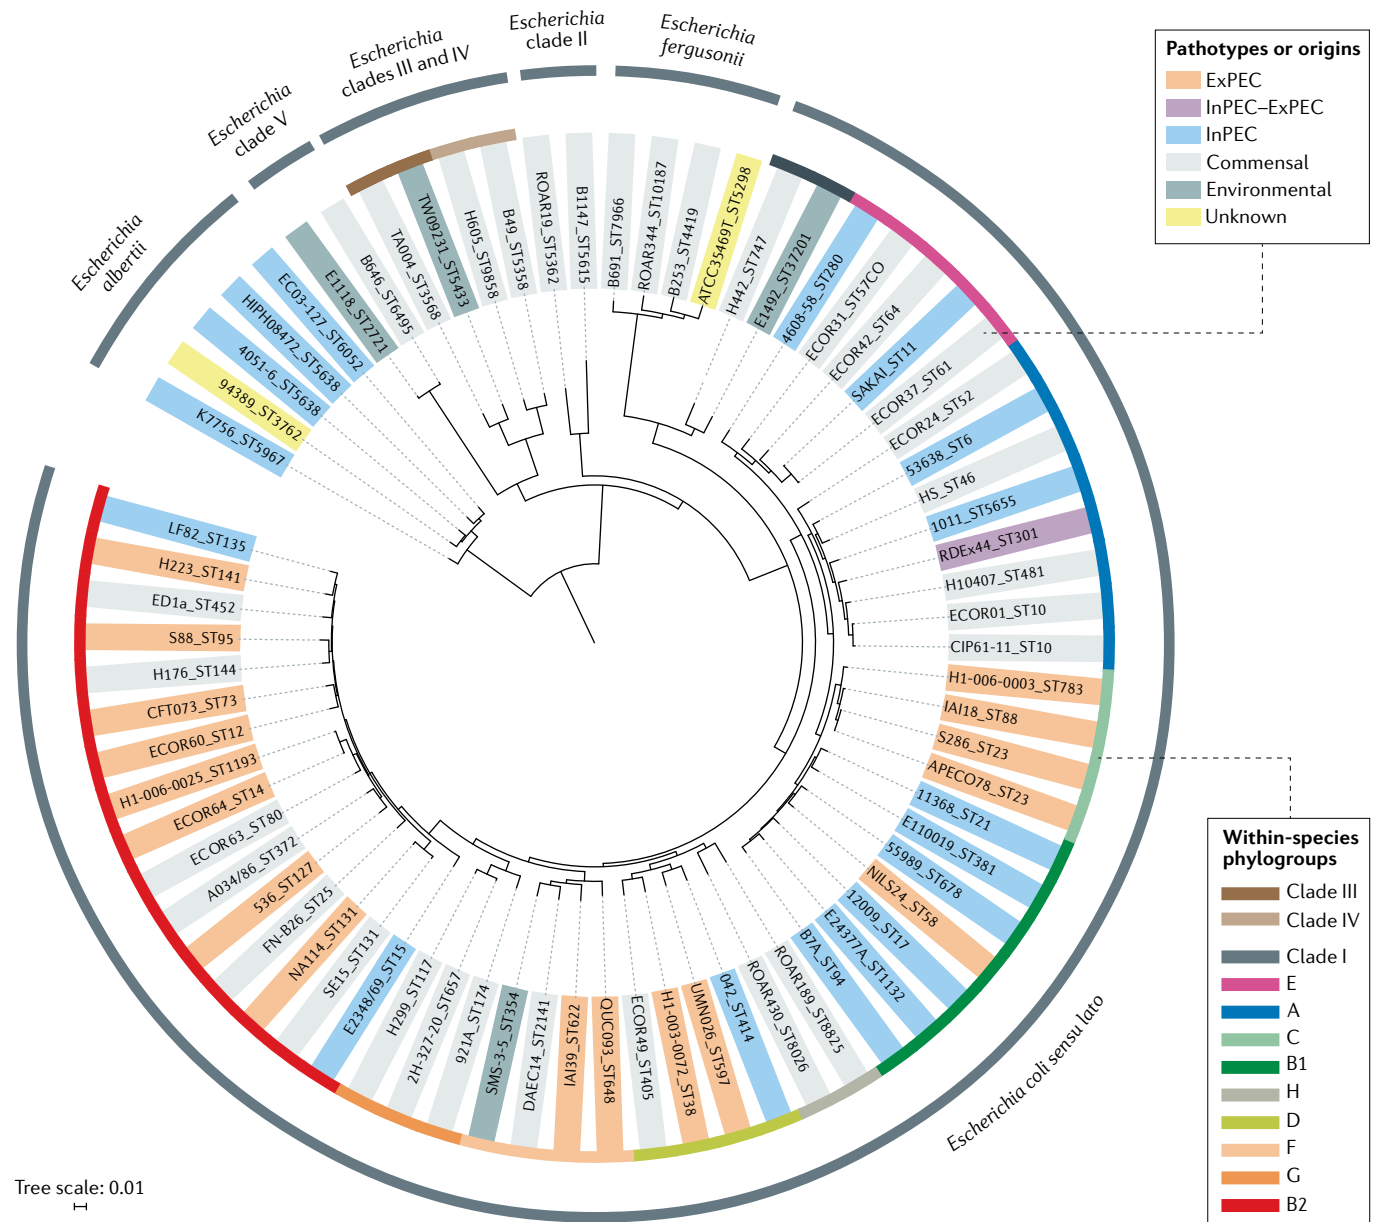 Escherichia
albertii
Escherichia
clade V
Escherichia
clades III and IV
Escherichia
clade II
Escherichia
fergusonii
Pathotypes or origins
ExPEC
InPEC–ExPEC
InPEC
Commensal
Environmental
Unknown
K7756_ST5967
94389_ST3762
4051-6_ST5638
HIPH08472_ST5638
EC03-127_ST6052
E1118_ST2721
B646_ST6495
TA004_ST3568
TW09231_ST5433
H605_ST9858
B49_ST5358
ROAR19_ST5362
B1147_ST5615
B691_ST7966
ROAR344_ST10187
B253_ST4419
ATCC35469T_ST5298
H442_ST747
E1492_ST37201
4608-58_ST280
ECOR31_ST57CO
ECOR42_ST64
SAKAI_ST11
ECOR37_ST61
ECOR24_ST52
53638_ST6
HS_ST46
1011_ST5655
RDEx44_ST301
H10407_ST481
ECOR01_ST10
CIP61-11_ST10
H1-006-0003_ST783
IAI18_ST88
S286_ST23
APECO78_ST23
11368_ST21
E110019_ST381
55989_ST678
NILS24_ST58
12009_ST17
E24377A_ST1132
B7A_ST94
ROAR189_ST8825
ROAR430_ST8026
042_ST414
UMN026_ST597
H1-003-0072_ST38
ECOR49_ST405
QUC093_ST648
IAI39_ST622
DAEC14_ST2141
SMS-3-5_ST354
921A_ST174
2H-327-20_ST657
H299_ST117
E2348/69_ST15
SE15_ST131
NA114_ST131
FN-B26_ST25
536_ST127
A034/86_ST372
ECOR63_ST80
ECOR64_ST14
H1-006-0025_ST1193
ECOR60_ST12
CFT073_ST73
H176_ST144
S88_ST95
ED1a_ST452
H223_ST141
LF82_ST135
Escherichia coli sensu lato
Within-species
phylogroups
Clade III
Clade IV
Clade I
E
A
C
B1
H
D
F
G
B2
Tree scale: 0.01